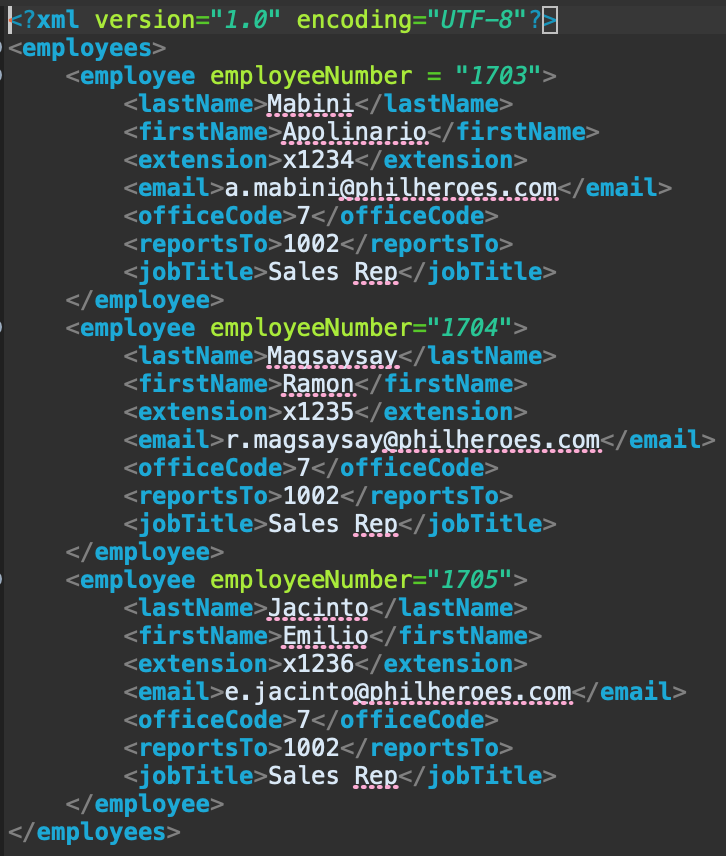 <?xml version="1.0" encoding="UTF-8"?>
<employees>
    <employee employeeNumber = "1703">
        <lastName>Mabini</lastName>
        <firstName>Apolinario</firstName>
        <extension>x1234</extension>
        <email>a.mabini@philheroes.com</email>
        <officeCode>7</officeCode>
        <reportsTo>1002</reportsTo>
        <jobTitle>Sales Rep</jobTitle>
    </employee>
    <employee employeeNumber="1704">
        <lastName>Magsaysay</lastName>
        <firstName>Ramon</firstName>
        <extension>x1235</extension>
        <email>r.magsaysay@philheroes.com</email>
        <officeCode>7</officeCode>
        <reportsTo>1002</reportsTo>
        <jobTitle>Sales Rep</jobTitle>
    </employee>
    <employee employeeNumber="1705">
        <lastName>Jacinto</lastName>
        <firstName>Emilio</firstName>
        <extension>x1236</extension>
        <email>e.jacinto@philheroes.com</email>
        <officeCode>7</officeCode>
        <reportsTo>1002</reportsTo>
        <jobTitle>Sales Rep</jobTitle>
    </employee>
</employees>